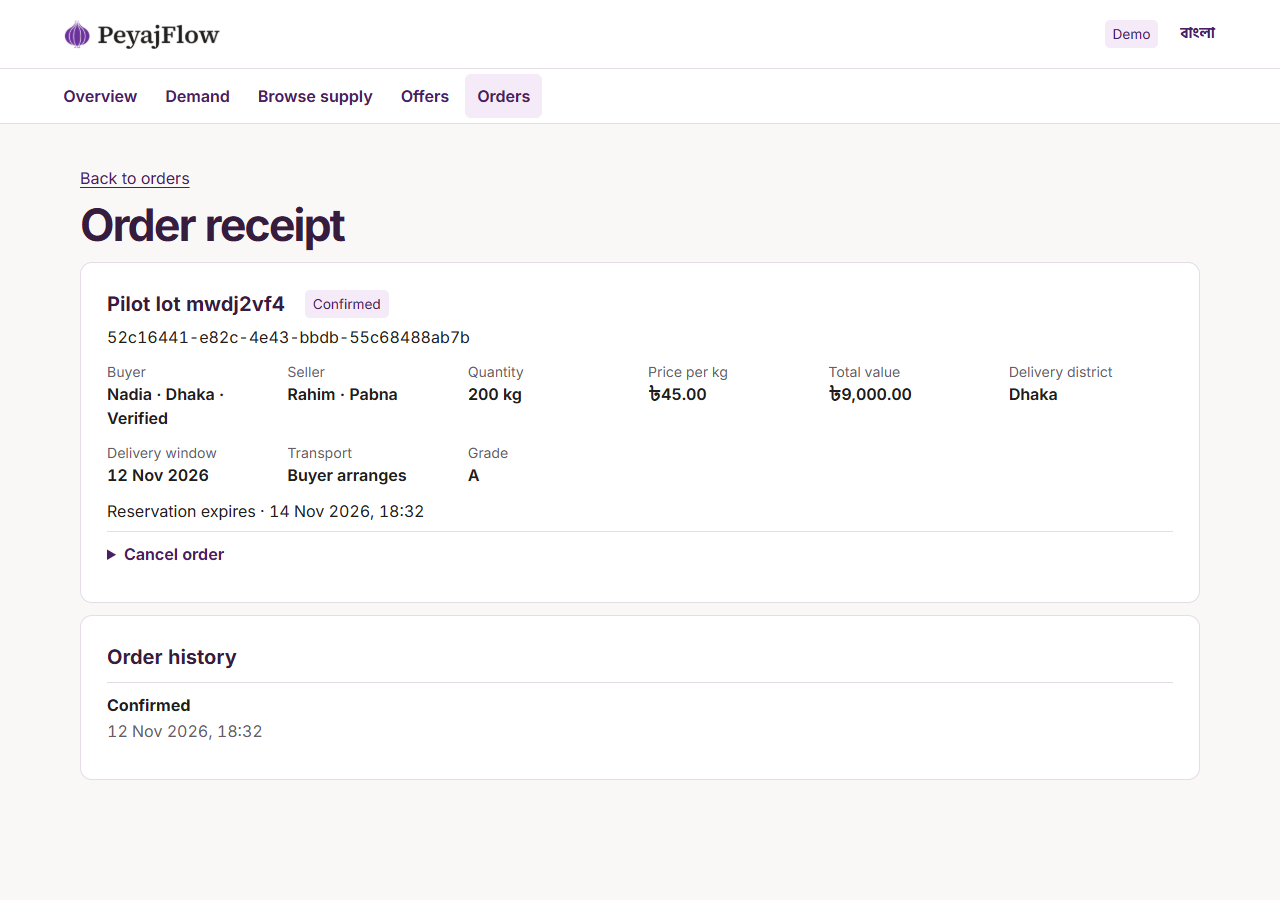 PeyajFlow
Demo
বাংলা
Overview
Demand
Browse supply
Offers
Orders
Back to orders
Order receipt
Pilot lot mwdj2vf4
Confirmed
52c16441-e82c-4e43-bbdb-55c68488ab7b
Buyer
Nadia · Dhaka ·
Verified
Seller
Rahim · Pabna
Quantity
200 kg
Price per kg
৳45.00
Total value
৳9,000.00
Delivery district
Dhaka
Delivery window
12 Nov 2026
Transport
Buyer arranges
Grade
A
Reservation expires · 14 Nov 2026, 18:32
Cancel order
Order history
Confirmed
12 Nov 2026, 18:32